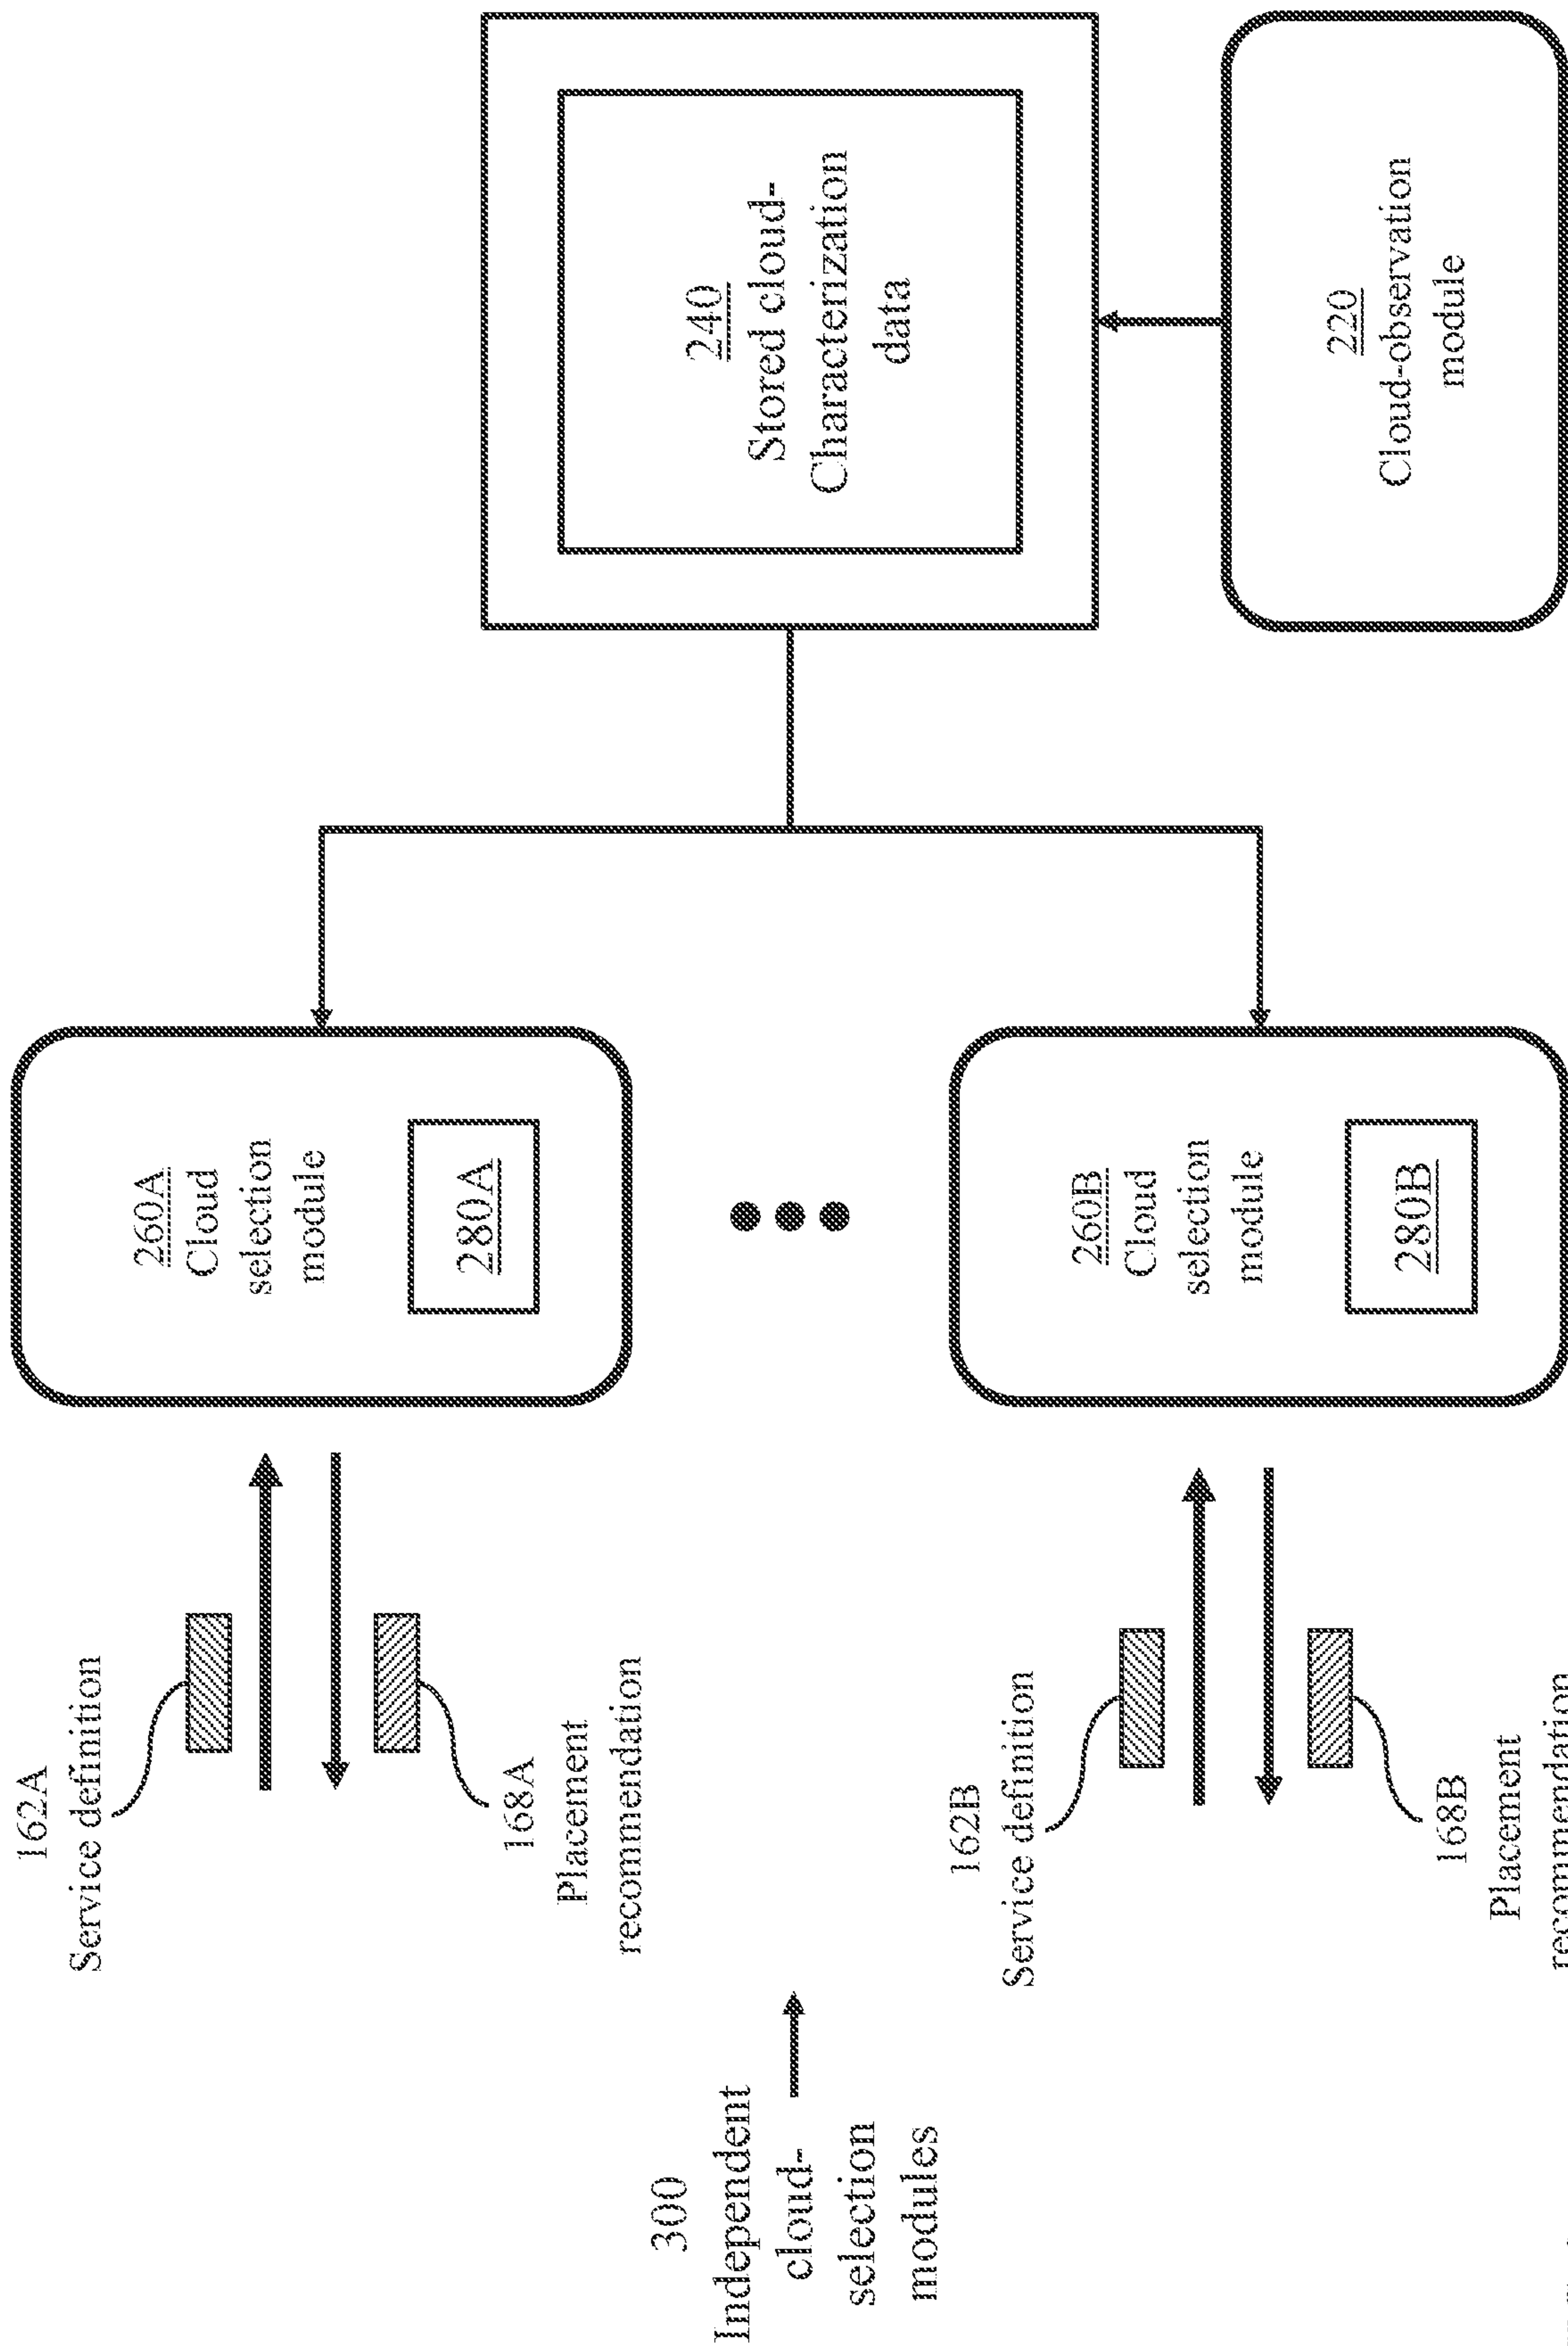 162A
Service definition
168A
Placement
recommendation
260A
Cloud
selection
module
280A
240
Stored cloud-
Characterization
data
300
Independent
cloud-
selection
modules
162B
Service definition
168B
Placement
recommendation
260B
Cloud
selection
module
280B
220
Cloud-observation
module